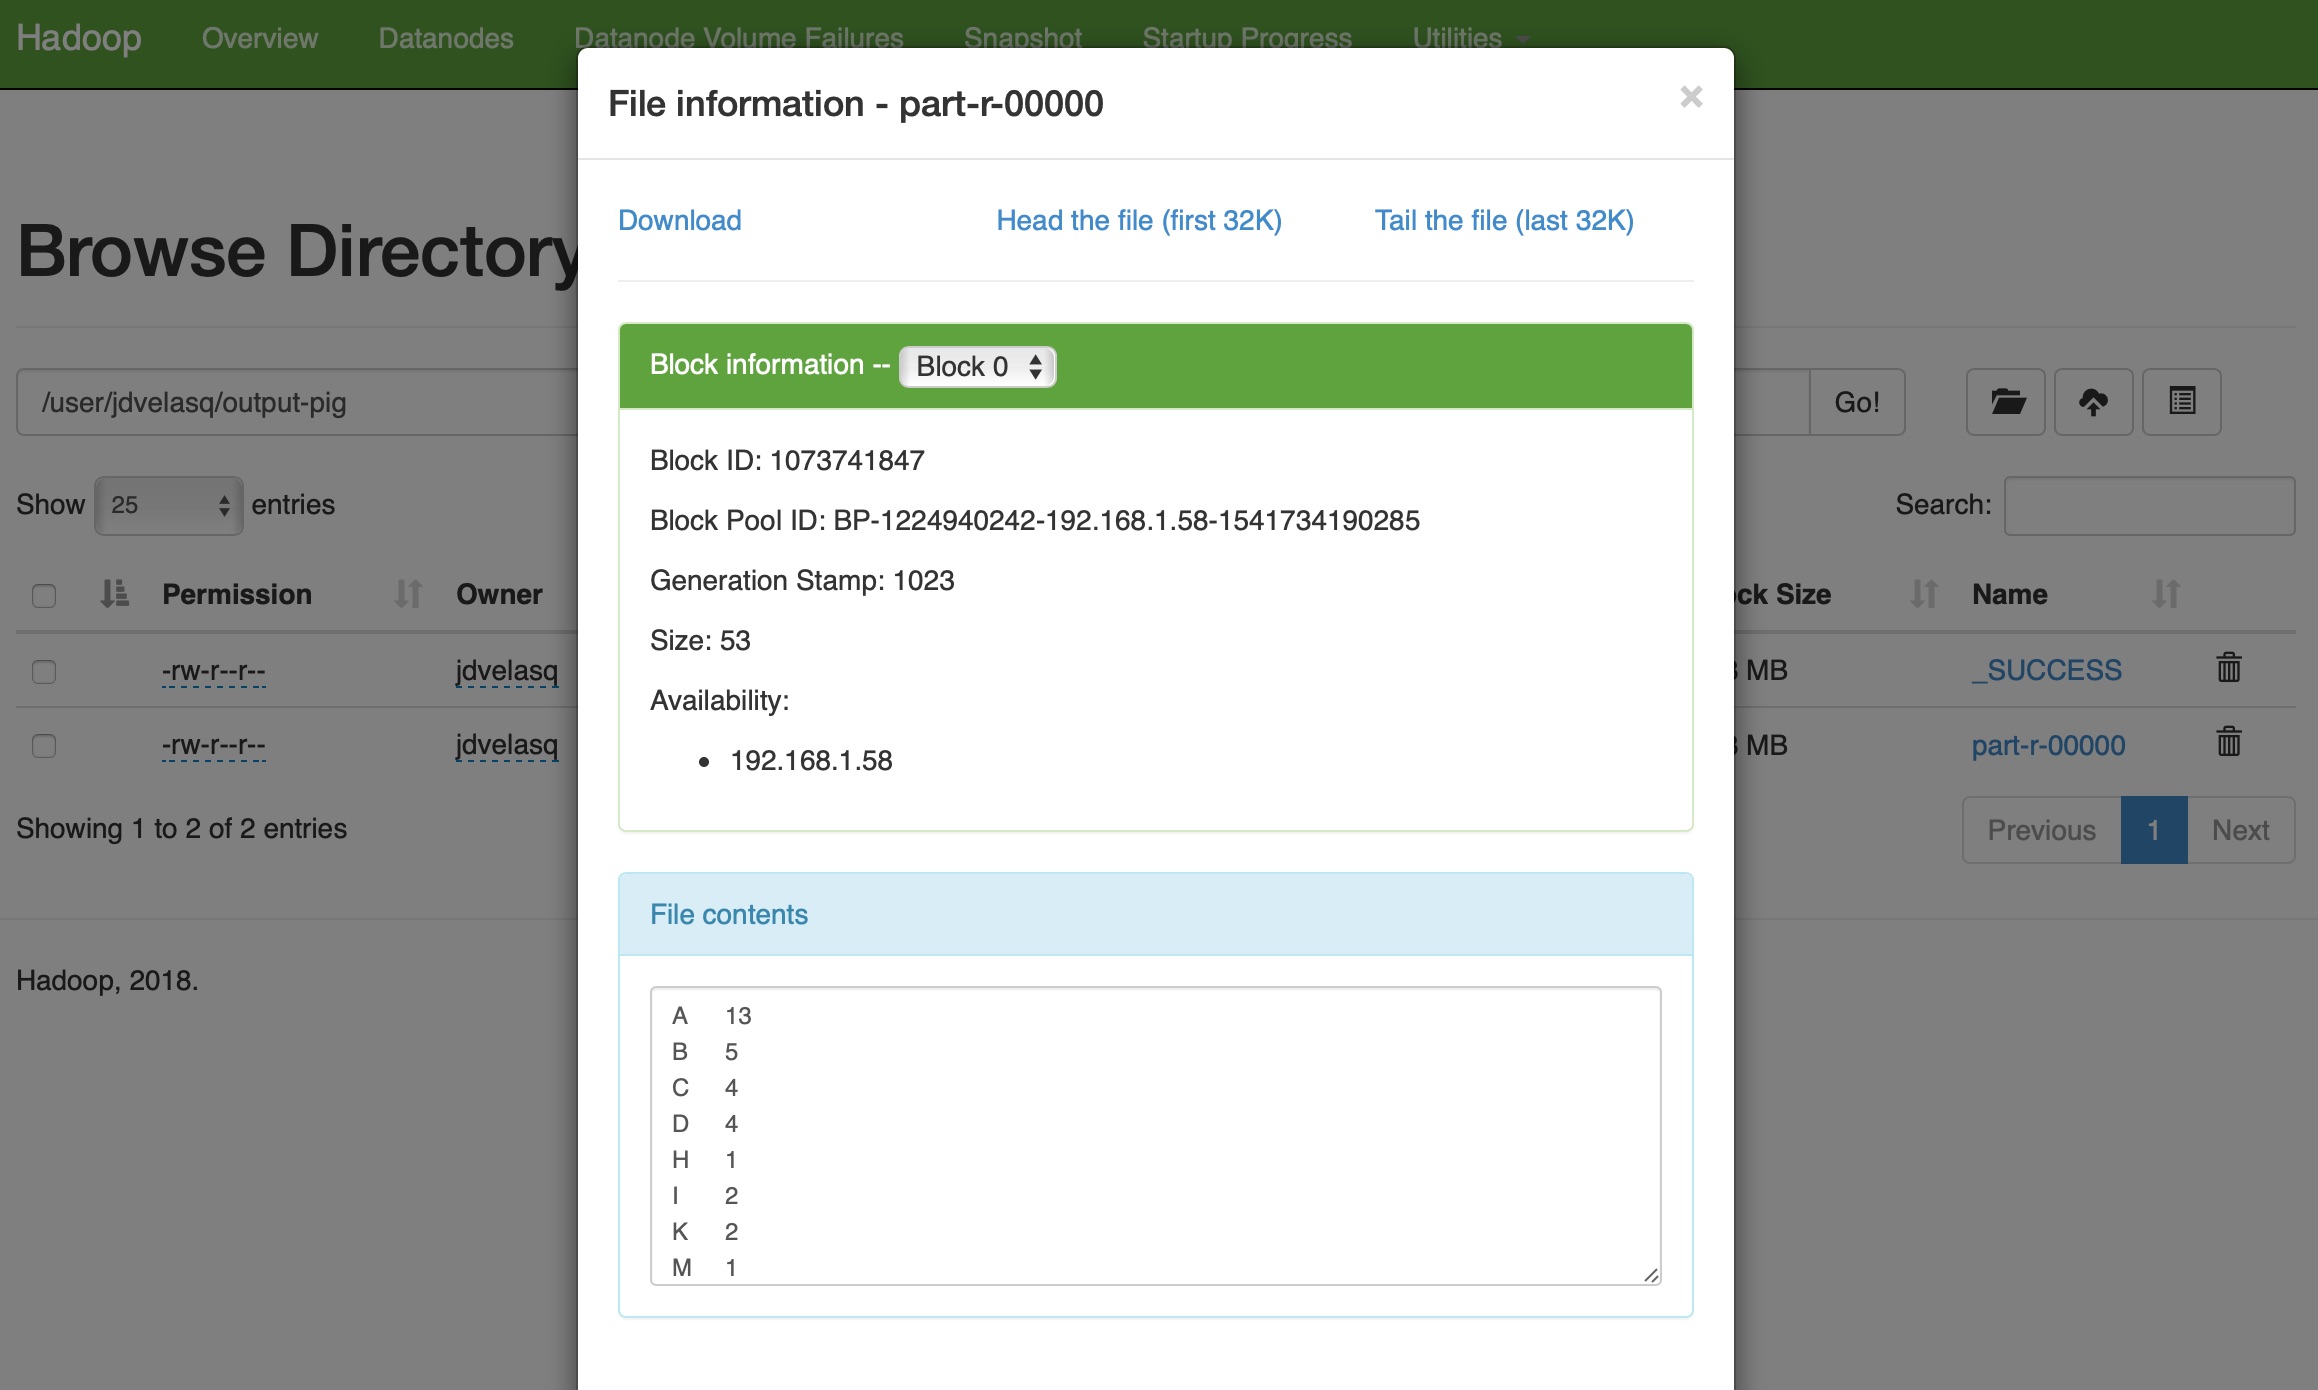 Hadoop Overview Datanodes Datanode Volume Failures Snapshot Startup Progress Utilities
File information - part-r-00000 ×
Download Head the file (first 32K) Tail the file (last 32K)
Browse Directory
Block information -- Block 0
/user/jdvelasq/output-pig Go!
Block ID: 1073741847
Show 25 entries Search:
Block Pool ID: BP-1224940242-192.168.1.58-1541734190285
Generation Stamp: 1023
Permission Owner ck Size Name
Size: 53
-rw-r--r-- jdvelasq MB _SUCCESS
Availability:
-rw-r--r-- jdvelasq MB part-r-00000
192.168.1.58
Showing 1 to 2 of 2 entries Previous 1 Next
File contents
Hadoop, 2018.
A 13
B 5
C 4
D 4
H 1
I 2
K 2
M 1